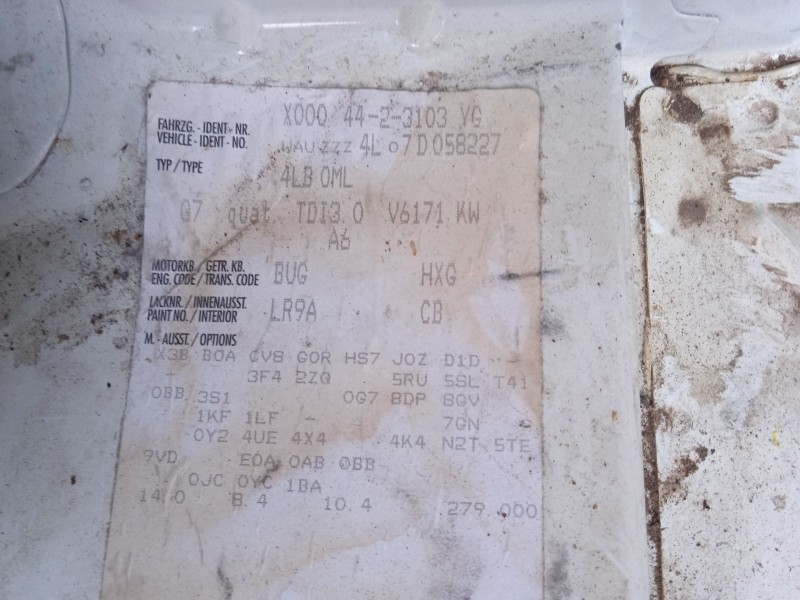 X000 44-2-3103 YG
FAHRZG. - IDENT - NR.
VEHICLE - IDENT - NO. WAUZZZ 4L 07D058227
TYP / TYPE
4LB 0ML
Q7 quat. TDI3.0 V6171 KW
A6
MOTORKB. / GETR. KB.
ENG. CODE / TRANS. CODE BUG HXG
LACKNR. / INNENAUSST.
PAINT NO. / INTERIOR LR9A CB
M. - AUSST. / OPTIONS
X3B B0A CV8 G0R HS7 J0Z D1D -
- 3F4 2ZQ 5RU 5SL T41
0BB 3S1 0G7 8DP 8GV
1KF 1LF - 7GN -
-0Y2 4UE 4X4 4K4 N2T 5TE
9VD E0A 0AB 0BB
0JC 0YC 1BA
14.0 8.4 10.4 279.000